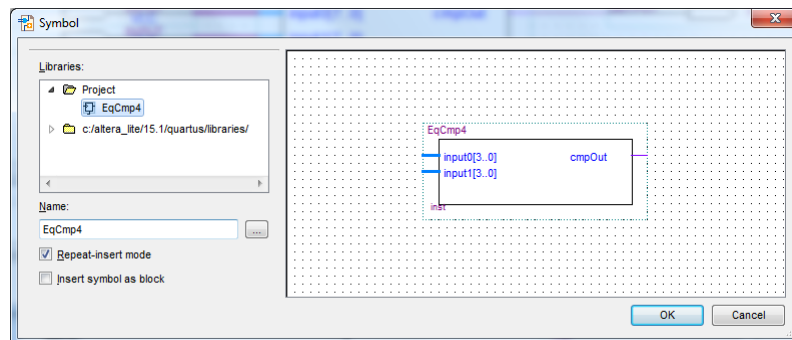 Symbol
Libraries:
Project
EqCmp4
c:/altera_lite/15.1/quartus/libraries/
Name:
EqCmp4
...
Repeat-insert mode
Insert symbol as block
EqCmp4
input0[3..0] cmpOut
input1[3..0]
inst
OK Cancel